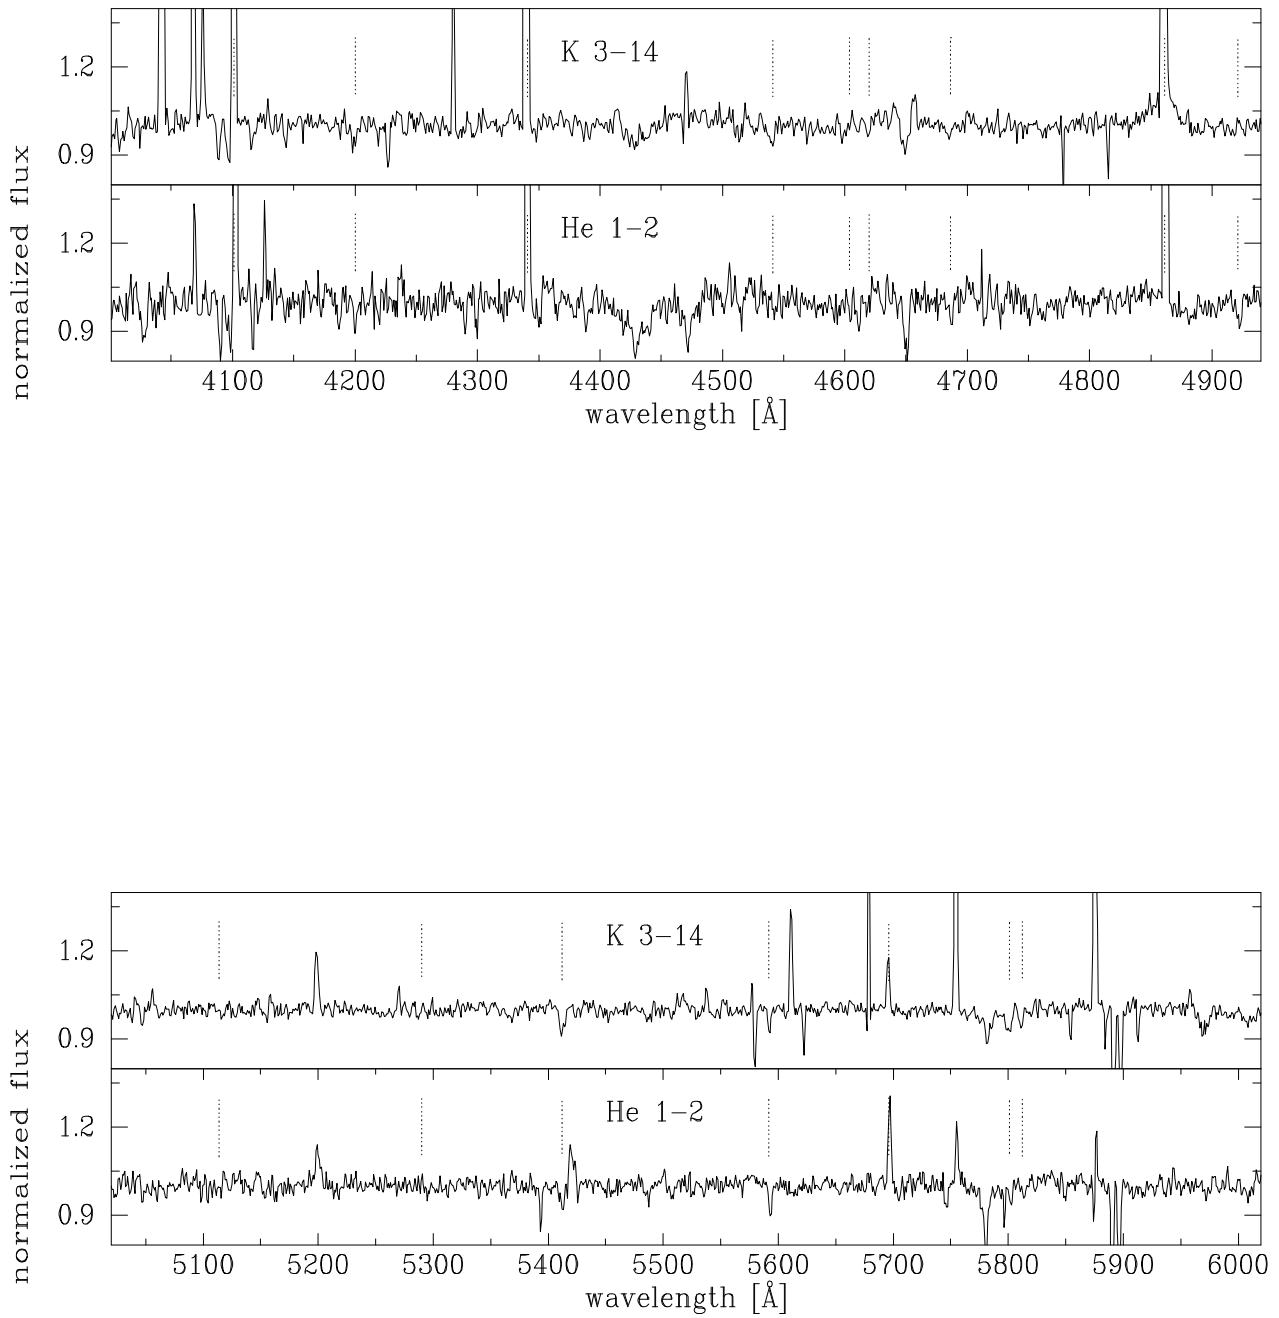 K 3-14
1.2
0.9
He 1-2
1.2
0.9
normalized flux
4100 4200 4300 4400 4500 4600 4700 4800 4900
wavelength [Å]
K 3-14
1.2
0.9
He 1-2
1.2
0.9
normalized flux
5100 5200 5300 5400 5500 5600 5700 5800 5900 6000
wavelength [Å]